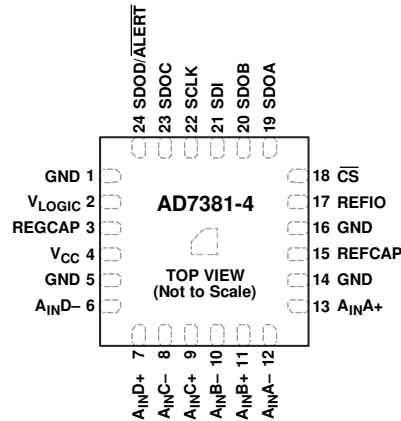 24 SDOD/ALERT
23 SDOC
22 SCLK
21 SDI
20 SDOB
19 SDOA
GND 1
VLOGIC 2
REGCAP 3
VCC 4
GND 5
AIND– 6
AD7381-4
TOP VIEW
(Not to Scale)
18 CS
17 REFIO
16 GND
15 REFCAP
14 GND
13 AINA+
AIND+ 7
AINC– 8
AINC+ 9
AINB– 10
AINB+ 11
AINA– 12